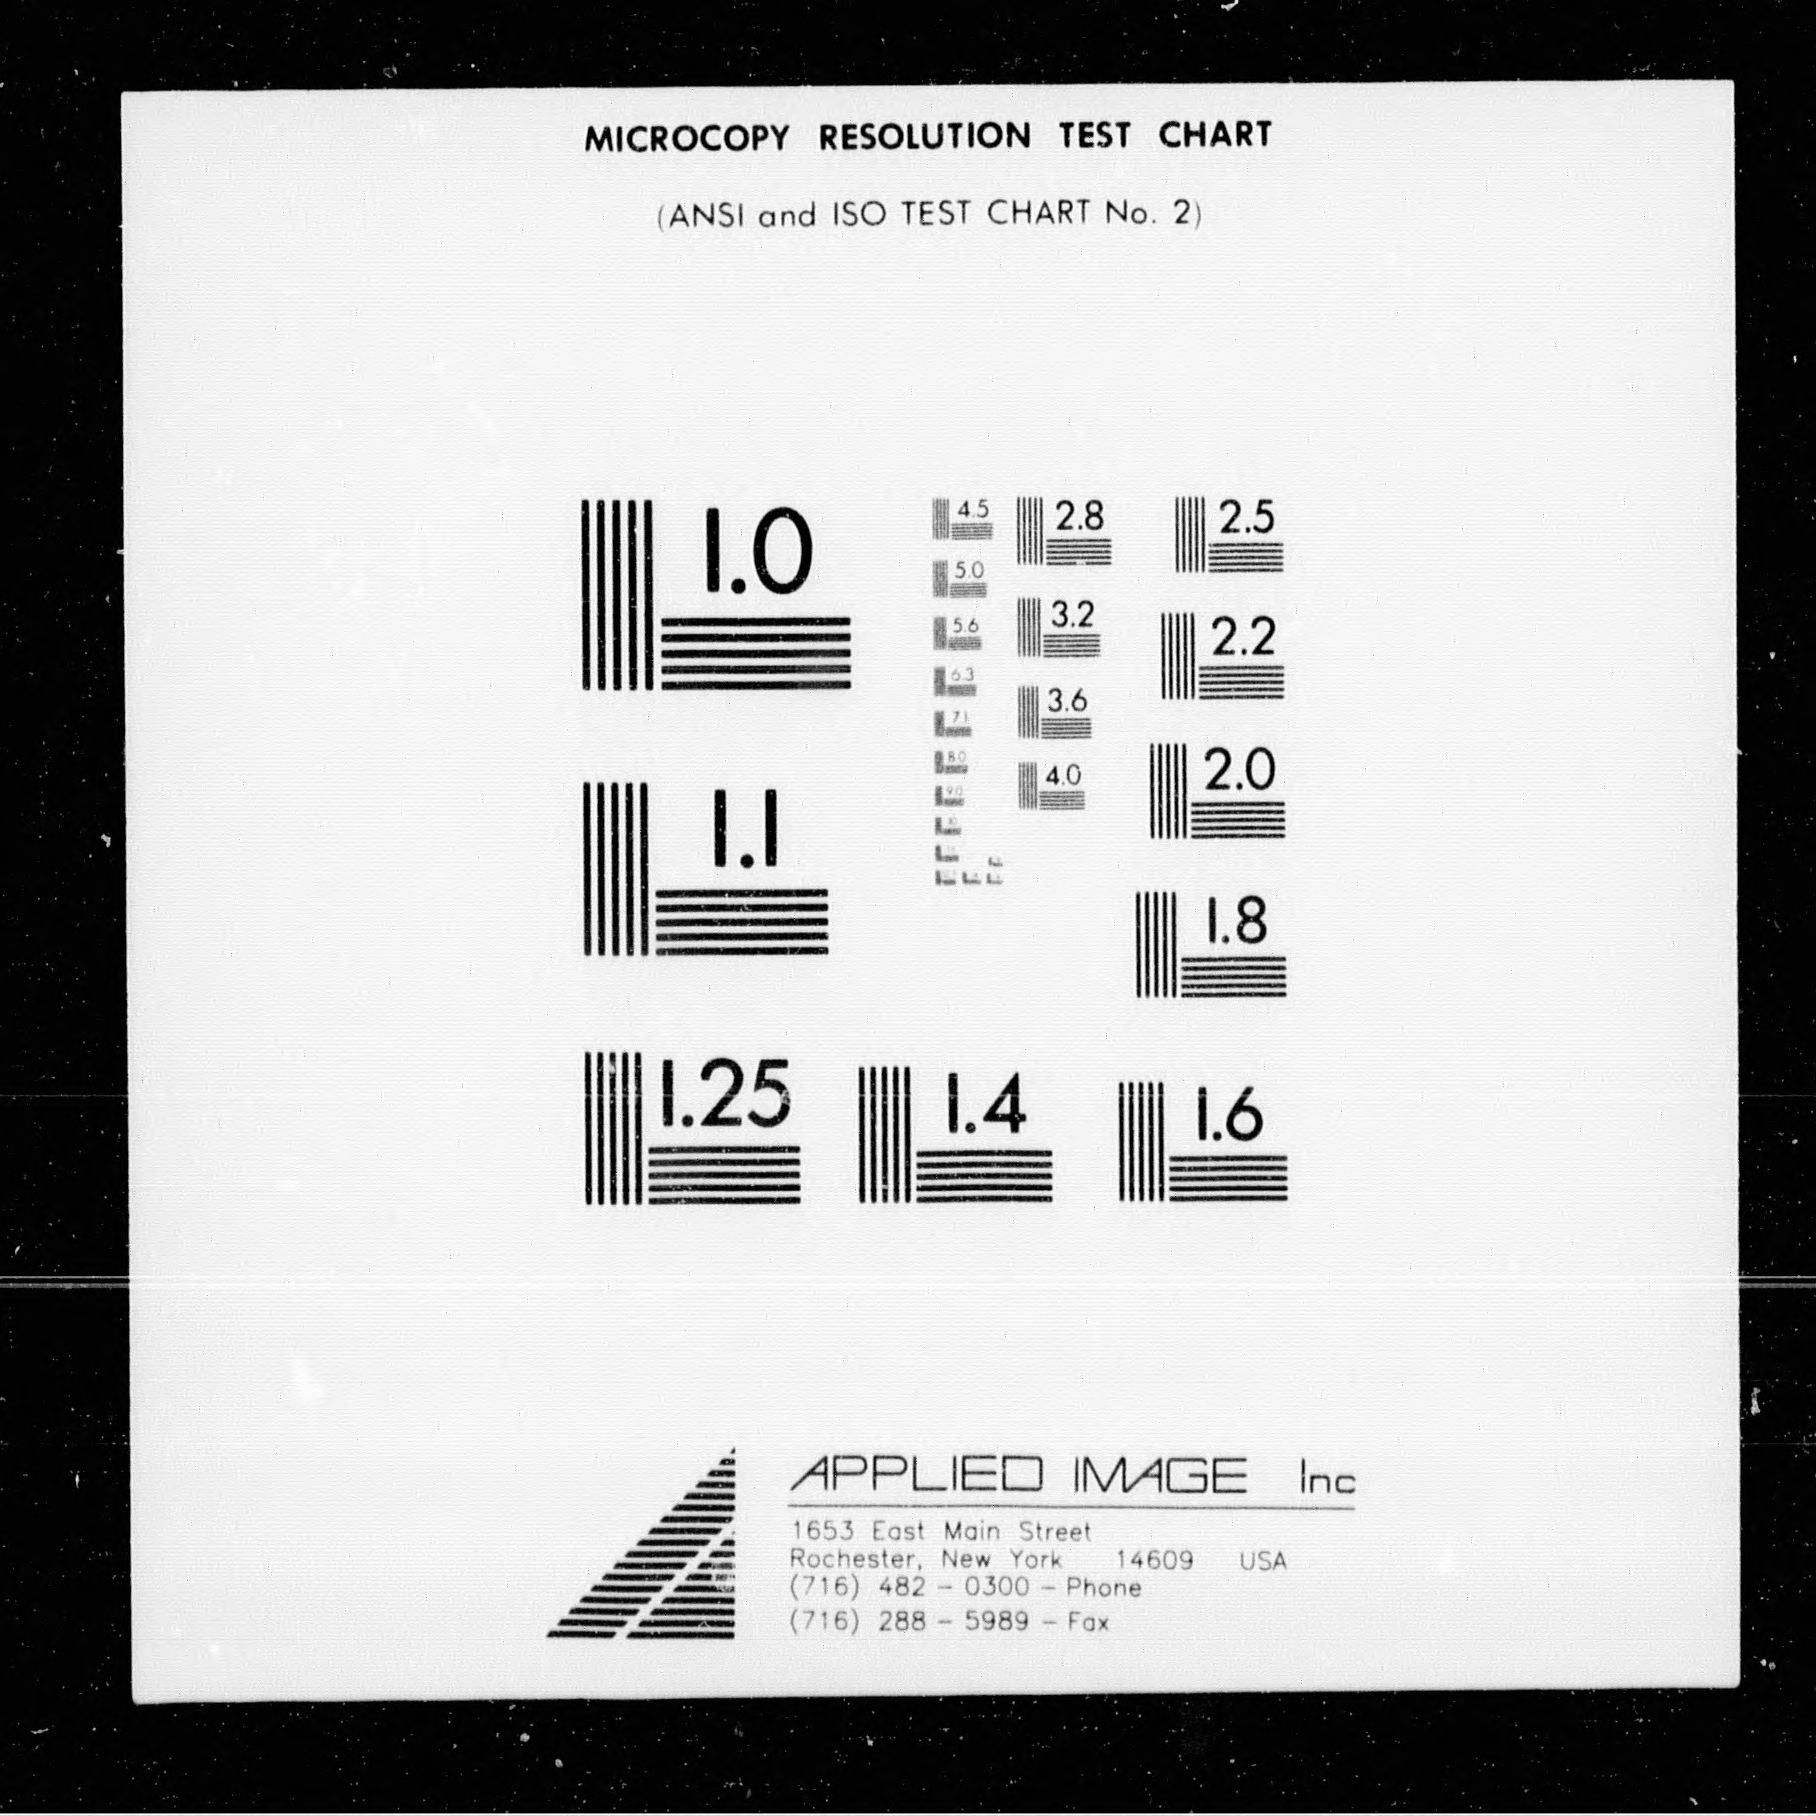 MICROCOPY RESOLUTION TEST CHART
(ANSI and ISO TEST CHART No. 2)
1.0
1.1
1.25
1.4
1.6
1.8
2.0
2.2
2.5
2.8
3.2
3.6
4.0
4.5
5.0
5.6
6.3
7.1
8.0
9.0
APPLIED IMAGE Inc
1653 East Main Street
Rochester, New York 14609 USA
(716) 482 - 0300 - Phone
(716) 288 - 5989 - Fax